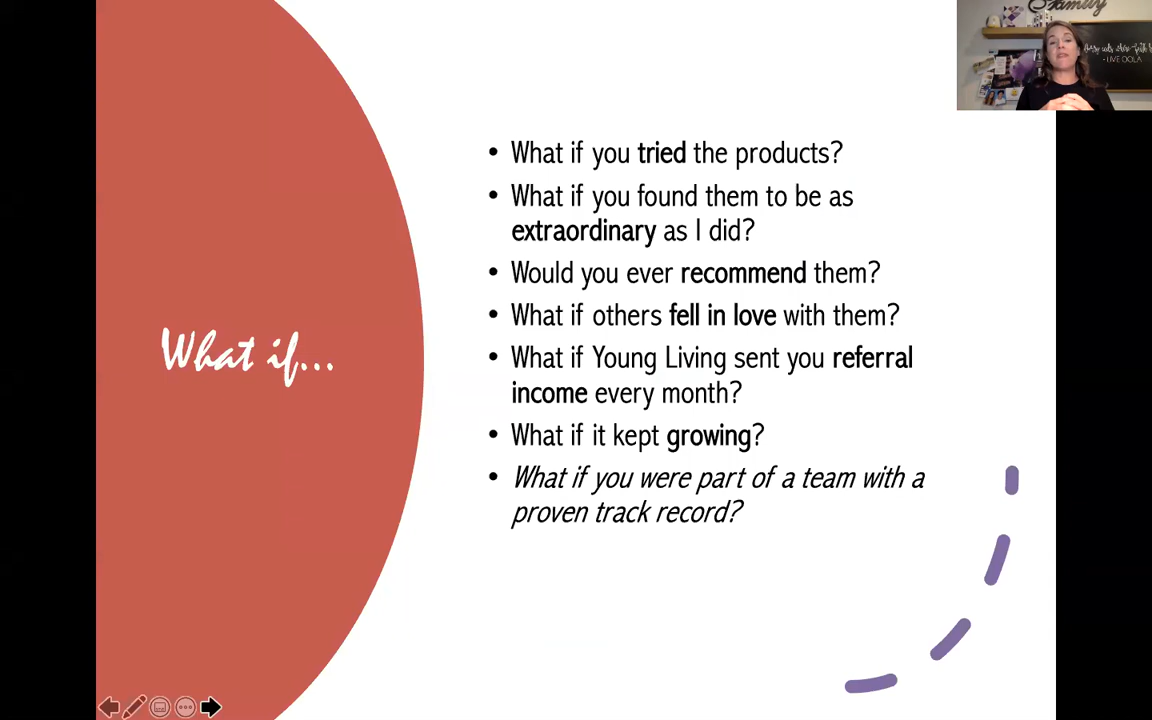 Family
LIVE OOLA
What if you tried the products?
What if you found them to be as
extraordinary as I did?
Would you ever recommend them?
What if others fell in love with them?
What if...
What if Young Living sent you referral
income every month?
What if it kept growing?
What if you were part of a team with a
proven track record?